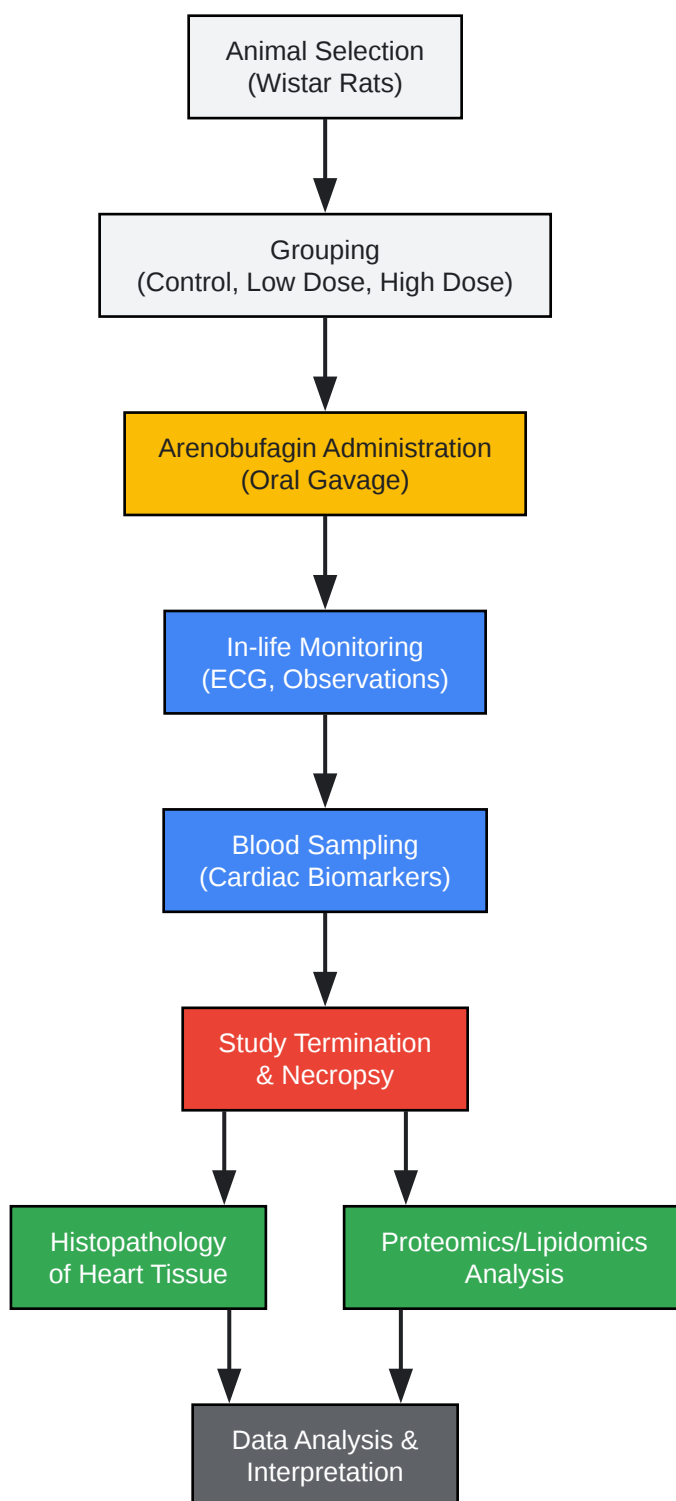 Animal Selection
(Wistar Rats)
Grouping
(Control, Low Dose, High Dose)
Arenobufagin Administration
(Oral Gavage)
In-life Monitoring
(ECG, Observations)
Blood Sampling
(Cardiac Biomarkers)
Study Termination
& Necropsy
Histopathology
of Heart Tissue
Proteomics/Lipidomics
Analysis
Data Analysis &
Interpretation